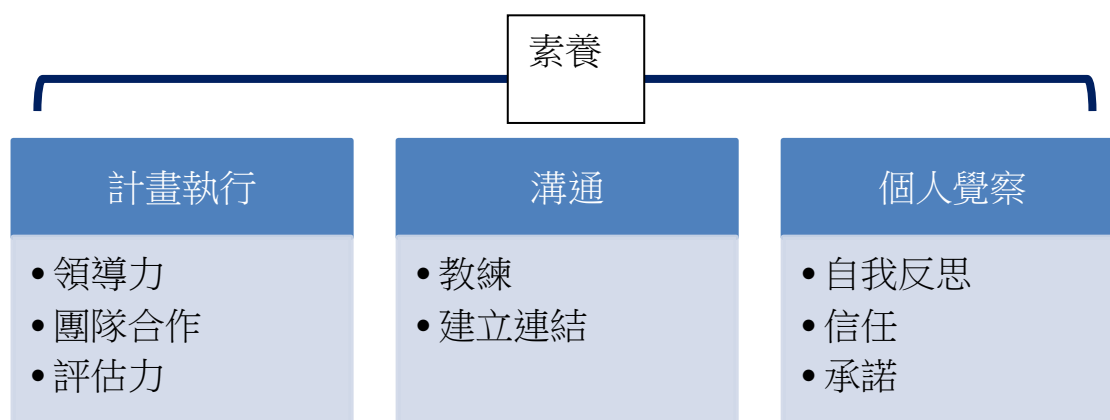 素養
計畫執行
• 領導力
• 團隊合作
• 評估力
溝通
• 教練
• 建立連結
個人覺察
• 自我反思
• 信任
• 承諾